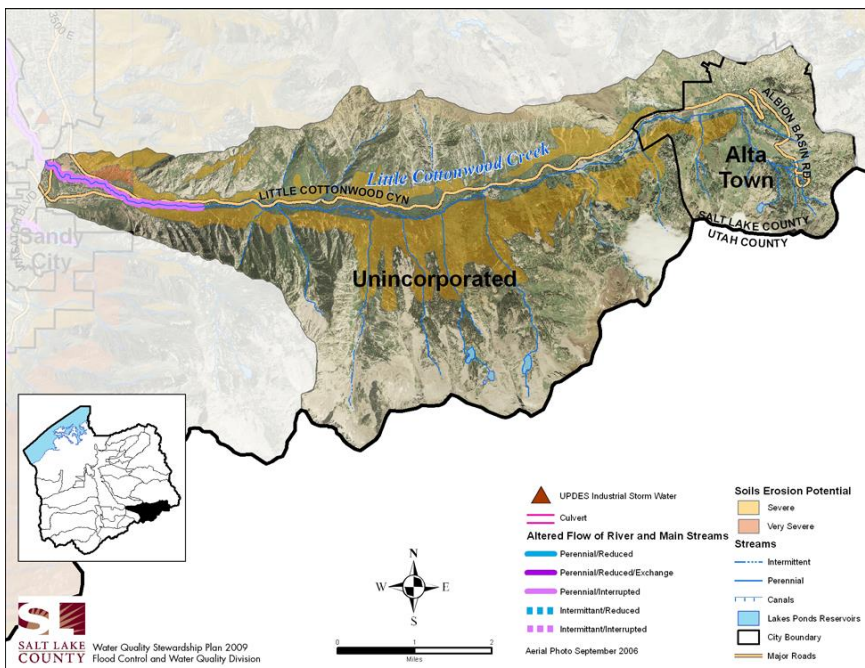 3500 E
ALBION BASIN RD
Little Cottonwood Creek
LITTLE COTTONWOOD CYN
Alta
Town
SALT LAKE COUNTY
UTAH COUNTY
Sandy
City
Unincorporated
UPDES Industrial Storm Water
Culvert
Altered Flow of River and Main Streams
Perennial/Reduced
Perennial/Reduced/Exchange
Perennial/Interrupted
Intermittant/Reduced
Intermittant/Interrupted
Soils Erosion Potential
Severe
Very Severe
Streams
Intermittent
Perennial
Canals
Lakes Ponds Reservoirs
City Boundary
Major Roads
N
W
E
S
0
1
2
Miles
Aerial Photo September 2006
SL
SALT LAKE
COUNTY
Water Quality Stewardship Plan 2009
Flood Control and Water Quality Division